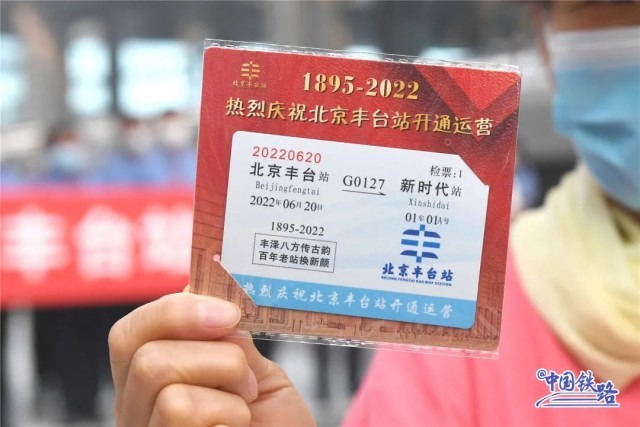 北京丰台站
1895-2022
热烈庆祝北京丰台站开通运营
20220620
检票:1
北京丰台站
G0127
新时代站
Beijingfengtai
Xinshidai
2022年06月20日
01车01A号
1895-2022
丰泽八方传古韵
百年老站换新颜
北京丰台站
BEIJING FENGTAI RAILWAY STATION
热烈庆祝北京丰台站开通运营
丰台站
@中国铁路